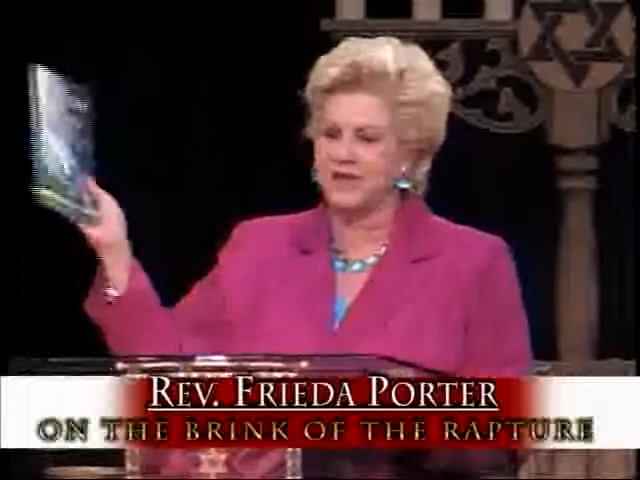 REV. FRIEDA PORTER
ON THE BRINK OF THE RAPTURE